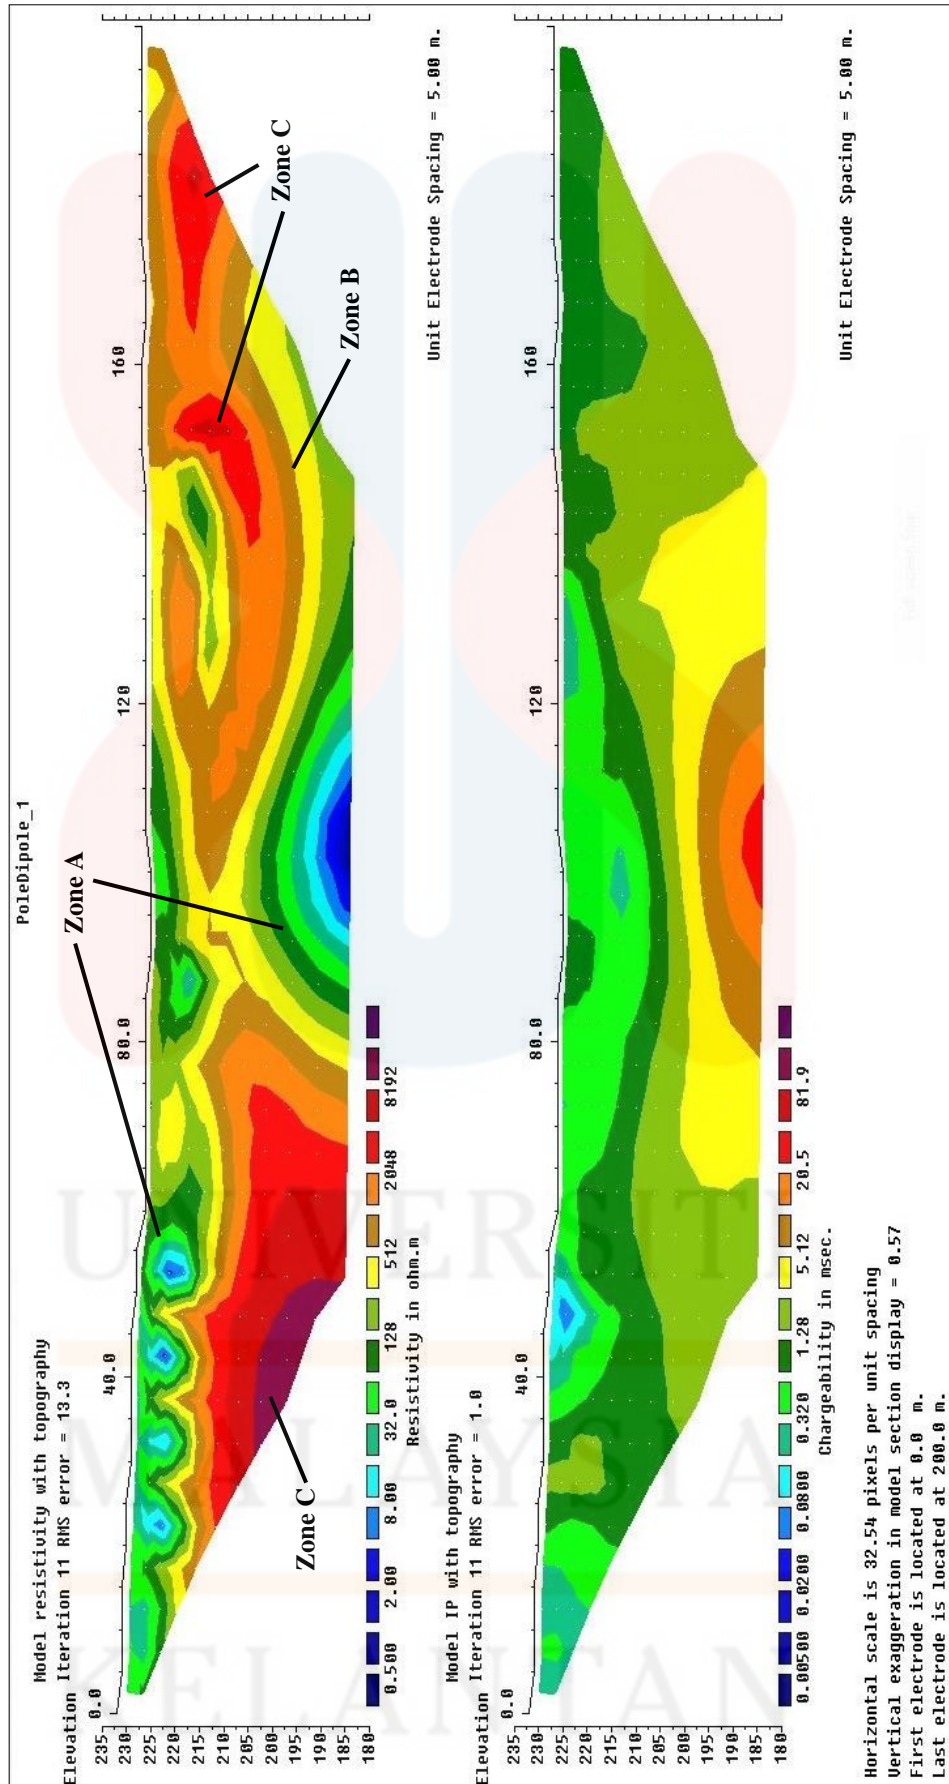 PoleDipole_1
Model resistivity with topography
Elevation Iteration 11 RMS error = 13.3
0.0 40.0 80.0 120 160
235
230
225
220
215
210
205
200
195
190
185
180
Zone A
Zone B
Zone C
Zone C
0.500 2.00 8.00 32.0 128 512 2048 8192
Resistivity in ohm.m
Unit Electrode Spacing = 5.00 m.
Model IP with topography
Elevation Iteration 11 RMS error = 1.0
0.0 40.0 80.0 120 160
235
230
225
220
215
210
205
200
195
190
185
180
0.00500 0.0200 0.0800 0.320 1.28 5.12 20.5 81.9
Chargeability in msec.
Unit Electrode Spacing = 5.00 m.
Horizontal scale is 32.54 pixels per unit spacing
Vertical exaggeration in model section display = 0.57
First electrode is located at 0.0 m.
Last electrode is located at 200.0 m.
UNIVERSITI
MALAYSIA
KELANTAN